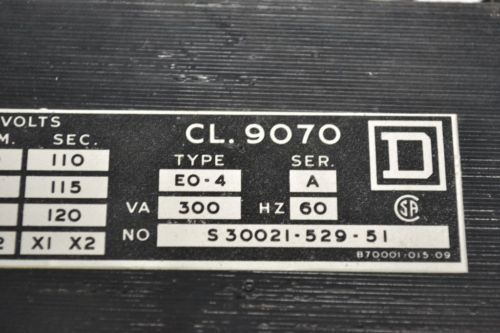 VOLTS
SEC.
110
115
120
X1 X2
CL. 9070
TYPE SER.
EO-4 A
VA 300 HZ 60
NO S 30021-529-51
D
SA
B70001-015-09